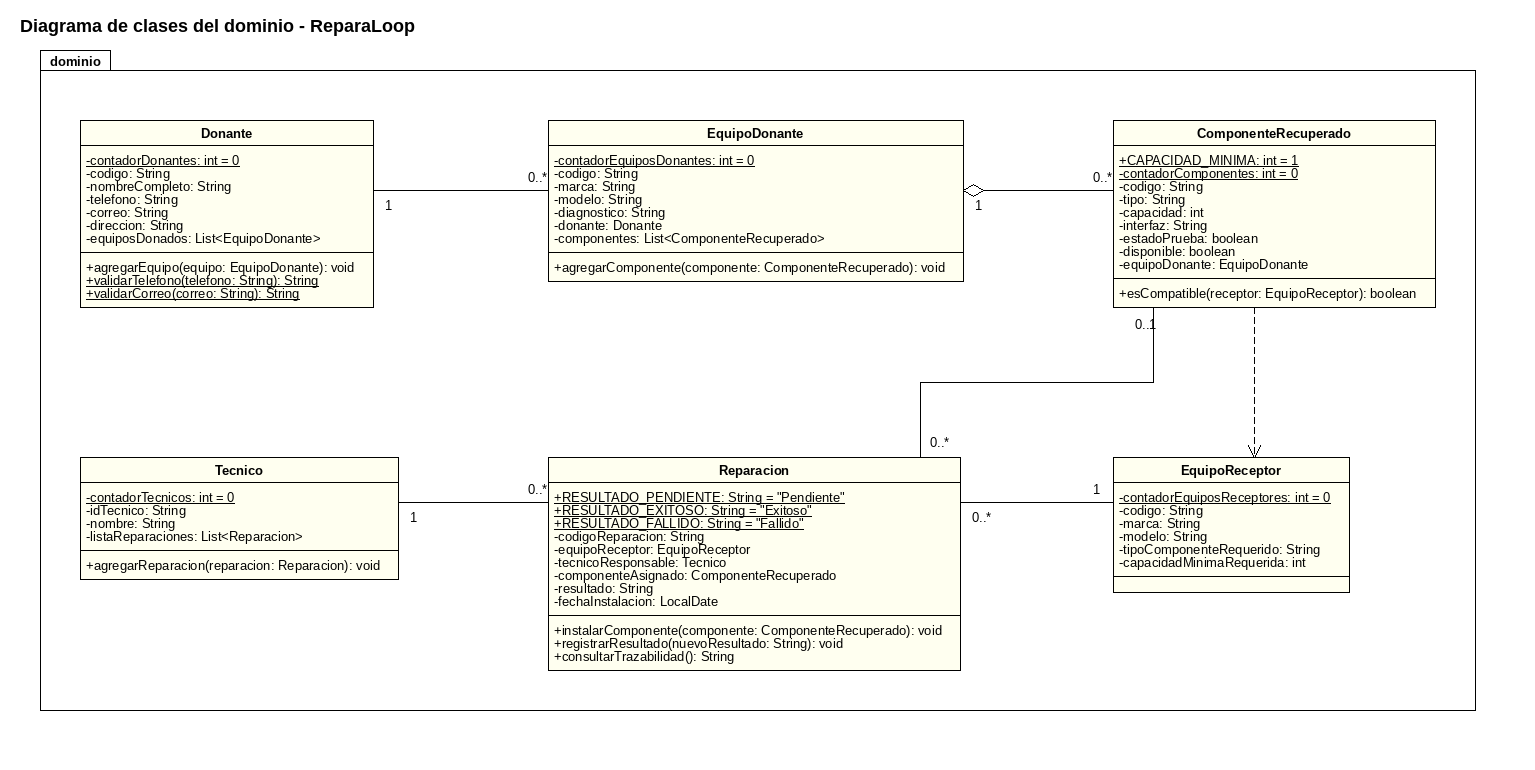 Diagrama de clases del dominio - ReparaLoop
dominio
Donante
-contadorDonantes: int = 0
-codigo: String
-nombreCompleto: String
-telefono: String
-correo: String
-direccion: String
-equiposDonados: List<EquipoDonante>
+agregarEquipo(equipo: EquipoDonante): void
+validarTelefono(telefono: String): String
+validarCorreo(correo: String): String
1
0..*
EquipoDonante
-contadorEquiposDonantes: int = 0
-codigo: String
-marca: String
-modelo: String
-diagnostico: String
-donante: Donante
-componentes: List<ComponenteRecuperado>
+agregarComponente(componente: ComponenteRecuperado): void
1
0..*
ComponenteRecuperado
+CAPACIDAD_MINIMA: int = 1
-contadorComponentes: int = 0
-codigo: String
-tipo: String
-capacidad: int
-interfaz: String
-estadoPrueba: boolean
-disponible: boolean
-equipoDonante: EquipoDonante
+esCompatible(receptor: EquipoReceptor): boolean
0..1
0..*
Tecnico
-contadorTecnicos: int = 0
-idTecnico: String
-nombre: String
-listaReparaciones: List<Reparacion>
+agregarReparacion(reparacion: Reparacion): void
1
0..*
Reparacion
+RESULTADO_PENDIENTE: String = "Pendiente"
+RESULTADO_EXITOSO: String = "Exitoso"
+RESULTADO_FALLIDO: String = "Fallido"
-codigoReparacion: String
-equipoReceptor: EquipoReceptor
-tecnicoResponsable: Tecnico
-componenteAsignado: ComponenteRecuperado
-resultado: String
-fechaInstalacion: LocalDate
+instalarComponente(componente: ComponenteRecuperado): void
+registrarResultado(nuevoResultado: String): void
+consultarTrazabilidad(): String
0..*
1
EquipoReceptor
-contadorEquiposReceptores: int = 0
-codigo: String
-marca: String
-modelo: String
-tipoComponenteRequerido: String
-capacidadMinimaRequerida: int